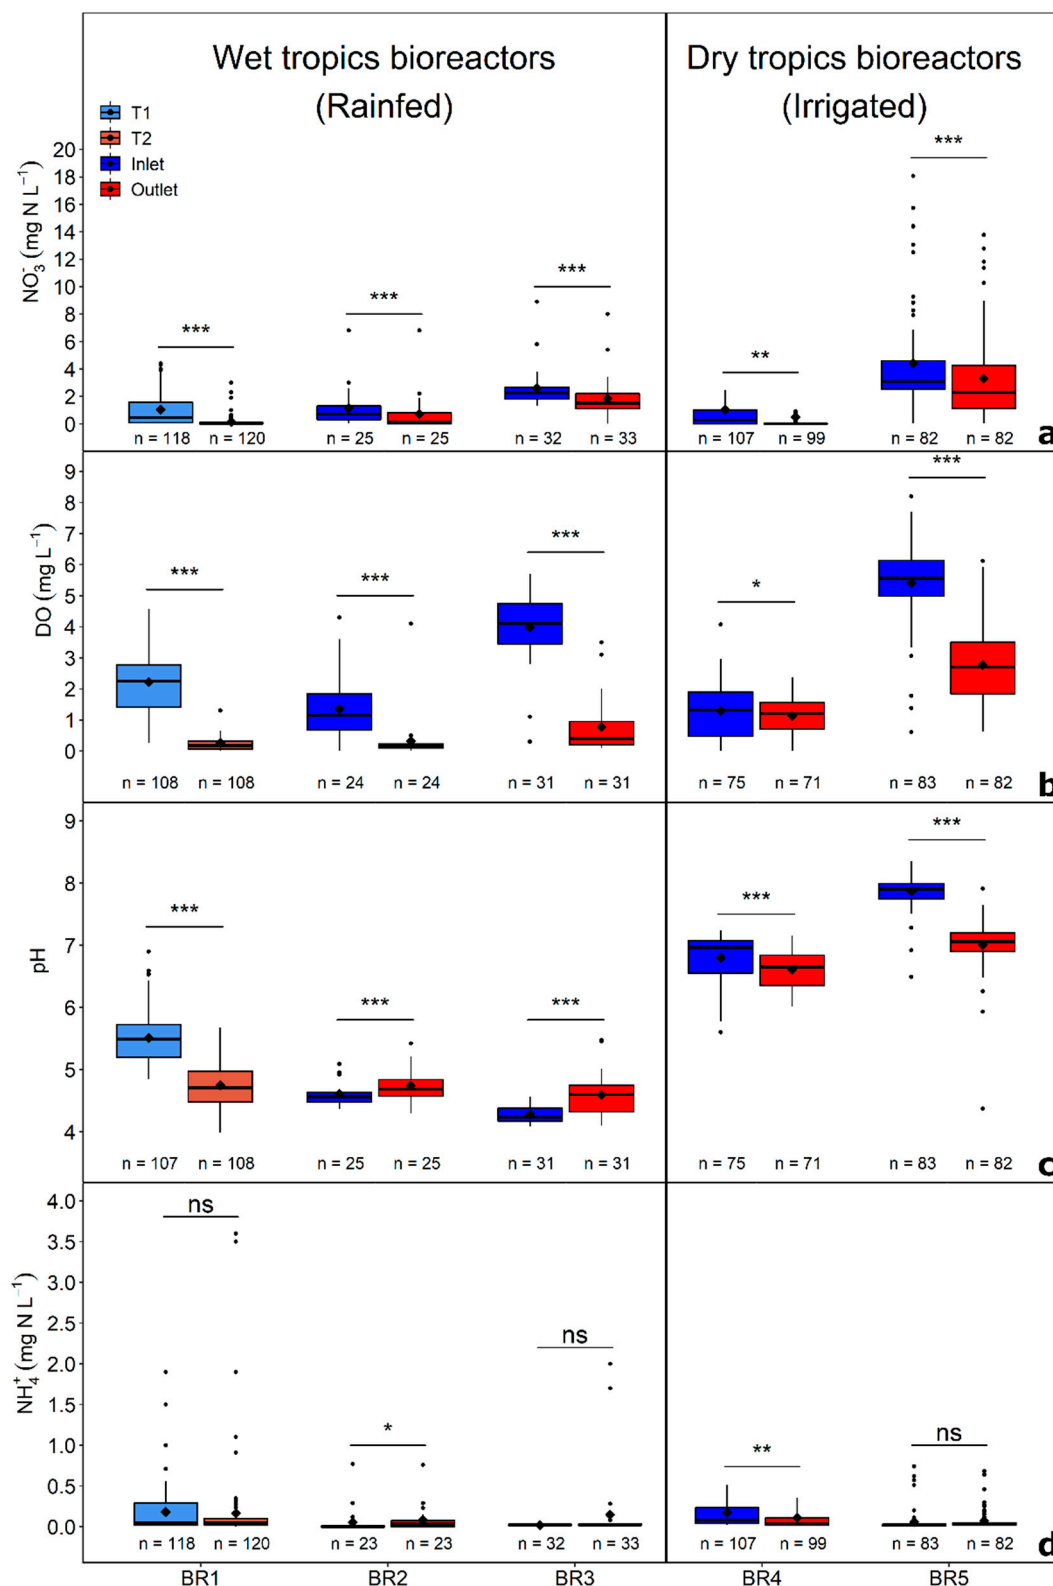 Wet tropics bioreactors
(Rainfed)
Dry tropics bioreactors
(Irrigated)
T1
T2
Inlet
Outlet
NO₃⁻ (mg N L⁻¹)
20
18
16
14
12
10
8
6
4
2
0
***
***
***
**
***
n = 118
n = 120
n = 25
n = 25
n = 32
n = 33
n = 107
n = 99
n = 82
n = 82
a
DO (mg L⁻¹)
9
8
7
6
5
4
3
2
1
0
***
***
***
*
***
n = 108
n = 108
n = 24
n = 24
n = 31
n = 31
n = 75
n = 71
n = 83
n = 82
b
pH
9
8
7
6
5
4
***
***
***
***
***
n = 107
n = 108
n = 25
n = 25
n = 31
n = 31
n = 75
n = 71
n = 83
n = 82
c
NH₄⁺ (mg N L⁻¹)
4.0
3.5
3.0
2.5
2.0
1.5
1.0
0.5
0.0
ns
*
ns
**
ns
n = 118
n = 120
n = 23
n = 23
n = 32
n = 33
n = 107
n = 99
n = 83
n = 82
d
BR1
BR2
BR3
BR4
BR5